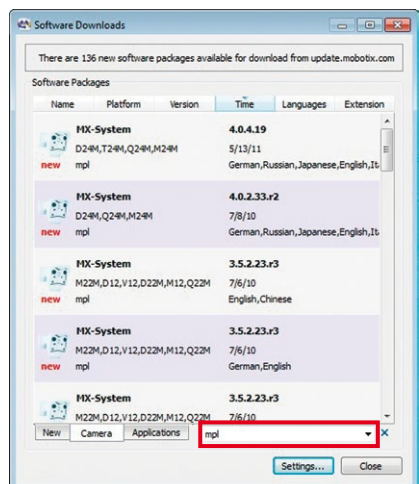 Software Downloads
There are 136 new software packages available for download from update.mobotix.com
Software Packages
Name Platform Version Time Languages Extension
MX-System 4.0.4.19
D24M,T24M,Q24M,M24M 5/13/11
new mpl German,Russian,Japanese,English,It
MX-System 4.0.2.33.r2
D24M,Q24M,M24M 7/8/10
new mpl German,Russian,Japanese,English,It
MX-System 3.5.2.23.r3
M22M,D12,V12,D22M,M12,Q22M 7/6/10
new mpl English,Chinese
MX-System 3.5.2.23.r3
M22M,D12,V12,D22M,M12,Q22M 7/6/10
new mpl German,English
MX-System 3.5.2.23.r3
M22M,D12,V12,D22M,M12,Q22M 7/6/10
New Camera Applications mpl
Settings... Close